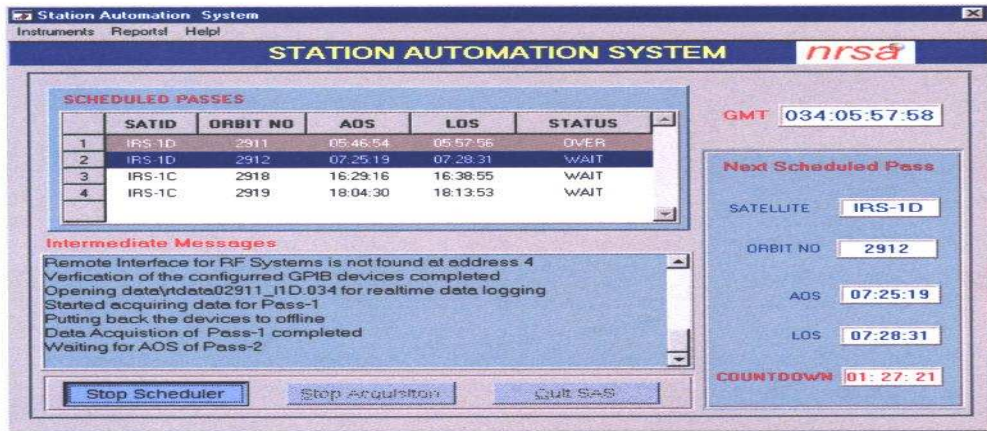 Station Automation System
Instruments Reports! Help!
STATION AUTOMATION SYSTEM
nrsa
SCHEDULED PASSES
SATID ORBIT NO AOS LOS STATUS
1 IRS-1D 2911 05:46:54 05:57:56 OVER
2 IRS-1D 2912 07:25:19 07:28:31 WAIT
3 IRS-1C 2918 16:29:16 16:38:55 WAIT
4 IRS-1C 2919 18:04:30 18:13:53 WAIT
GMT 034:05:57:58
Next Scheduled Pass
SATELLITE IRS-1D
ORBIT NO 2912
AOS 07:25:19
LOS 07:28:31
COUNTDOWN 01: 27: 21
Intermediate Messages
Remote Interface for RF Systems is not found at address 4
Verfication of the configurred GPIB devices completed
Opening data\rtdata02911_I1D.034 for realtime data logging
Started acquiring data for Pass-1
Putting back the devices to offline
Data Acquistion of Pass-1 completed
Waiting for AOS of Pass-2
Stop Scheduler
Stop Acquisiton
Quit SAS